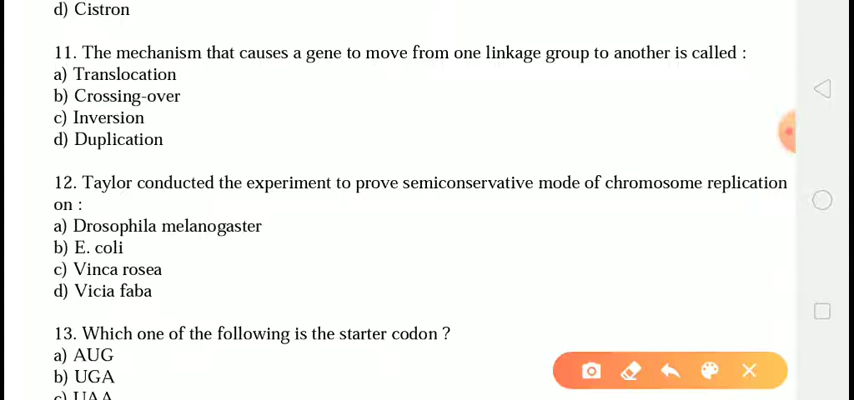 d) Cistron
11. The mechanism that causes a gene to move from one linkage group to another is called :
a) Translocation
b) Crossing-over
c) Inversion
d) Duplication
12. Taylor conducted the experiment to prove semiconservative mode of chromosome replication
on :
a) Drosophila melanogaster
b) E. coli
c) Vinca rosea
d) Vicia faba
13. Which one of the following is the starter codon ?
a) AUG
b) UGA
c) UAA